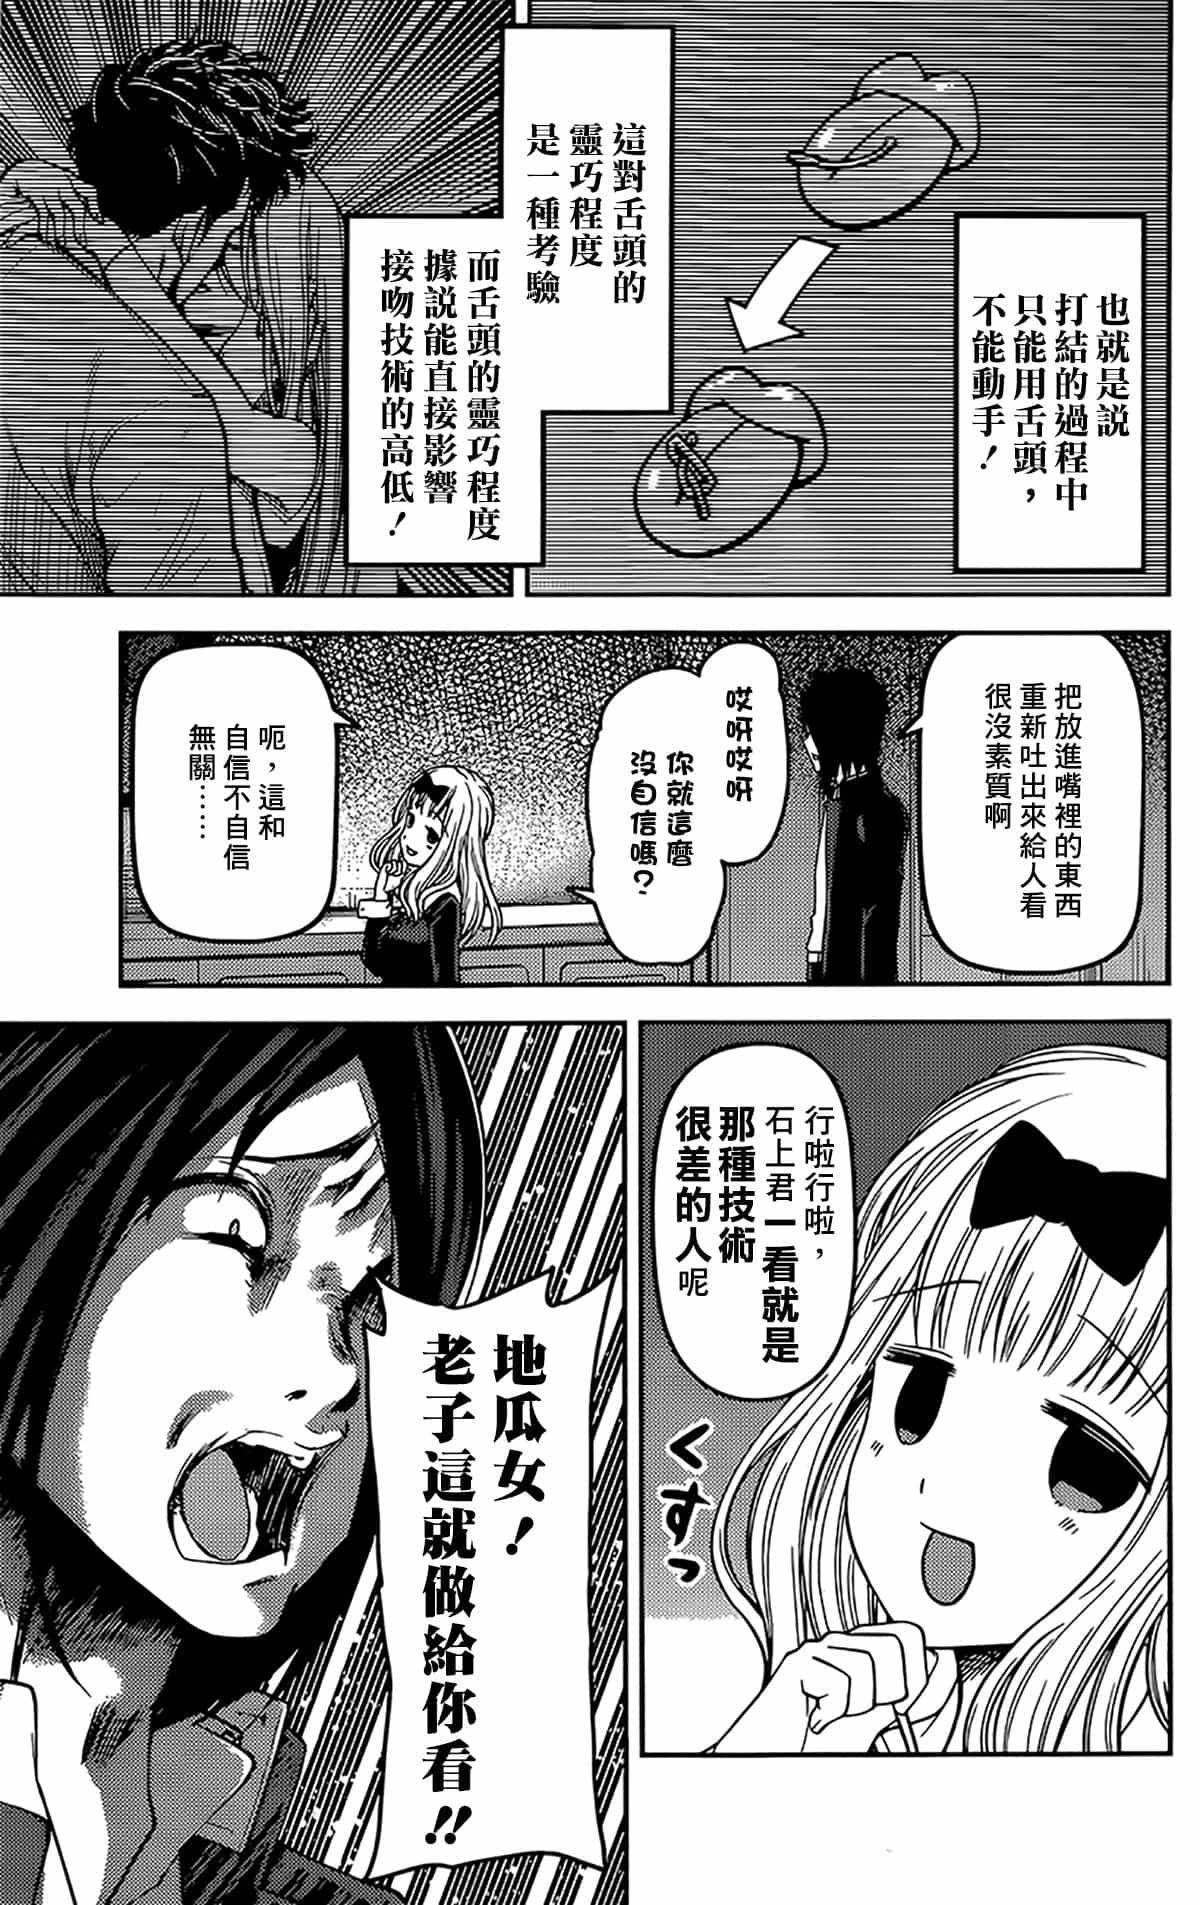 也就是説
打結的過程中
只能用舌頭，
不能動手！
這對舌頭的
靈巧程度
是一種考驗
而舌頭的靈巧程度
據説能直接影響
接吻技術的高低！
把放進嘴裡的東西
重新吐出來給人看
很沒素質啊
哎呀哎呀
你就這麼
沒自信嗎？
呃，這和
自信不自信
無關……
行啦行啦，
石上君一看就是
那種技術
很差的人呢
くすっ
地瓜女！
老子這就做給你看！！